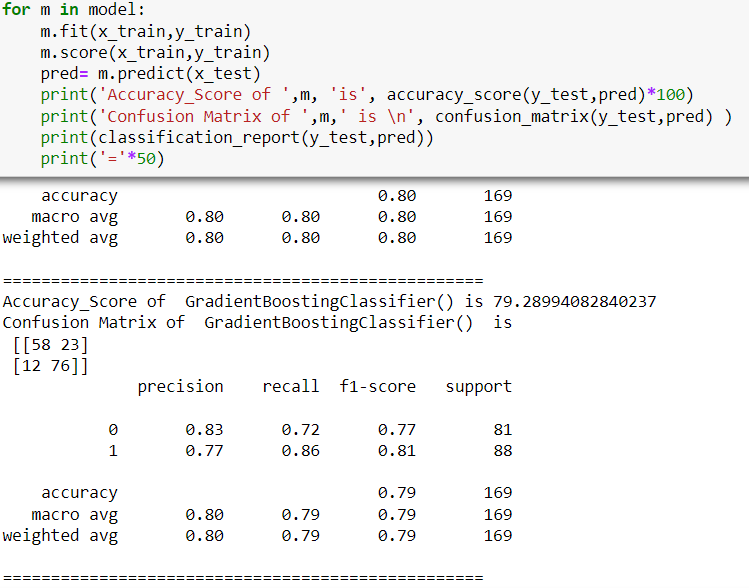 for m in model:
    m.fit(x_train,y_train)
    m.score(x_train,y_train)
    pred= m.predict(x_test)
    print('Accuracy_Score of ',m, 'is', accuracy_score(y_test,pred)*100)
    print('Confusion Matrix of ',m,' is \n', confusion_matrix(y_test,pred) )
    print(classification_report(y_test,pred))
    print('='*50)
    accuracy                           0.80       169
   macro avg       0.80      0.80      0.80       169
weighted avg       0.80      0.80      0.80       169
==================================================
Accuracy_Score of  GradientBoostingClassifier() is 79.28994082840237
Confusion Matrix of  GradientBoostingClassifier()  is
 [[58 23]
 [12 76]]
              precision    recall  f1-score   support
           0       0.83      0.72      0.77        81
           1       0.77      0.86      0.81        88
    accuracy                           0.79       169
   macro avg       0.80      0.79      0.79       169
weighted avg       0.80      0.79      0.79       169
==================================================